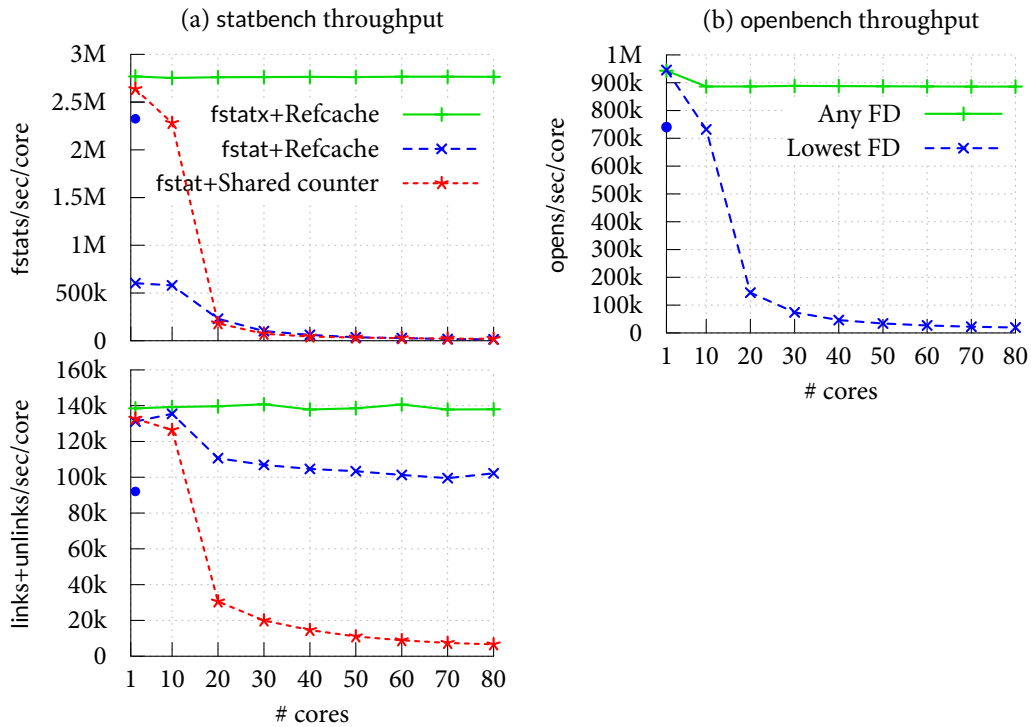 (a) statbench throughput
3M
2.5M
2M
1.5M
1M
500k
0
fstats/sec/core
fstatx+Refcache
fstat+Refcache
fstat+Shared counter
160k
140k
120k
100k
80k
60k
40k
20k
0
links+unlinks/sec/core
1 10 20 30 40 50 60 70 80
# cores
(b) openbench throughput
1M
900k
800k
700k
600k
500k
400k
300k
200k
100k
0
opens/sec/core
Any FD
Lowest FD
1 10 20 30 40 50 60 70 80
# cores